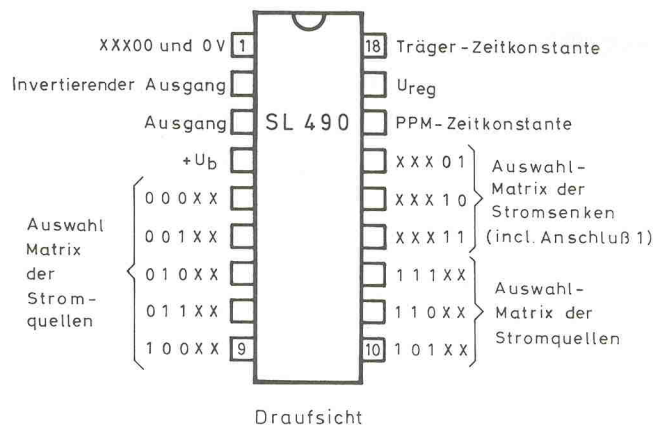 XXX00 und 0V
1
18
Träger-Zeitkonstante
Invertierender Ausgang
Ureg
Ausgang
SL 490
PPM-Zeitkonstante
+Ub
XXX01
000XX
XXX10
001XX
XXX11
010XX
111XX
011XX
110XX
100XX
9
10
101XX
Auswahl
Matrix
der
Strom-
quellen
Auswahl-
Matrix der
Stromsenken
(incl. Anschluß 1)
Auswahl-
Matrix der
Stromquellen
Draufsicht